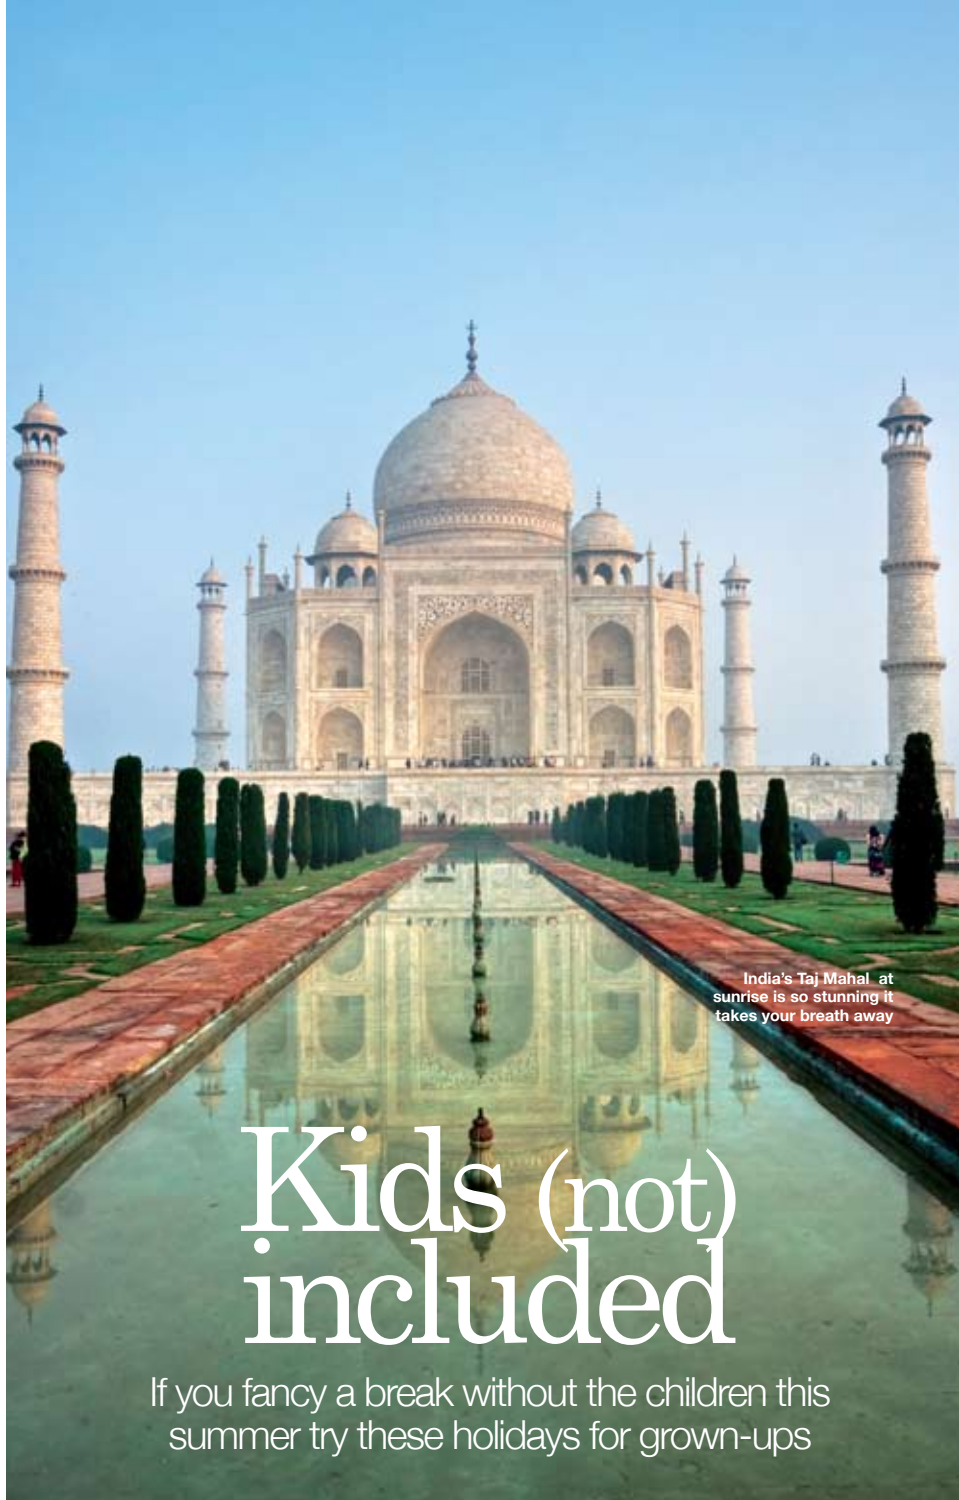 India's Taj Mahal at
sunrise is so stunning it
takes your breath away
Kids (not)
included
If you fancy a break without the children this
summer try these holidays for grown-ups